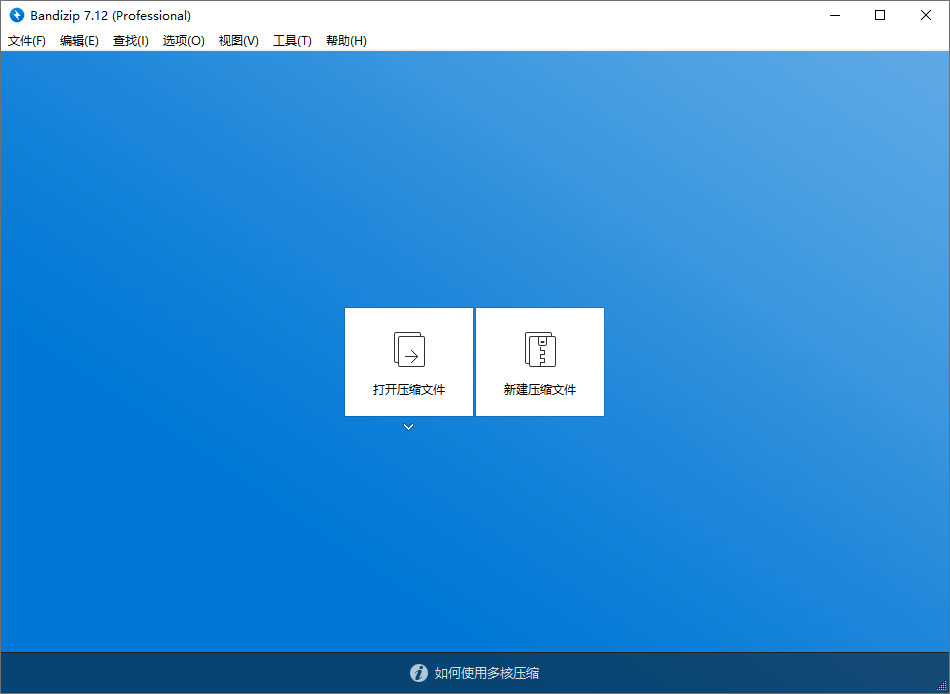 Bandizip 7.12 (Professional)
文件(F) 编辑(E) 查找(I) 选项(O) 视图(V) 工具(T) 帮助(H)
打开压缩文件 新建压缩文件
如何使用多核压缩